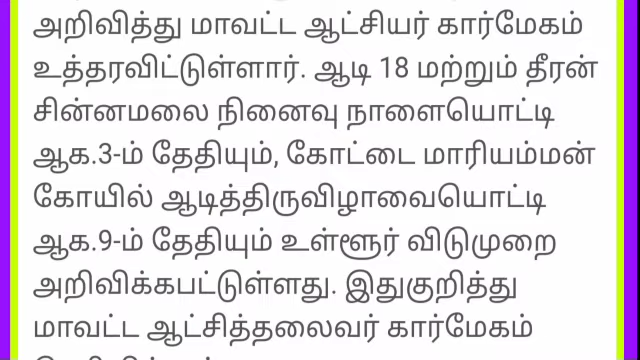 அறிவித்து மாவட்ட ஆட்சியர் கார்மேகம்
உத்தரவிட்டுள்ளார். ஆடி 18 மற்றும் தீரன்
சின்னமலை நினைவு நாளையொட்டி
ஆக.3-ம் தேதியும், கோட்டை மாரியம்மன்
கோயில் ஆடித்திருவிழாவையொட்டி
ஆக.9-ம் தேதியும் உள்ளூர் விடுமுறை
அறிவிக்கபட்டுள்ளது. இதுகுறித்து
மாவட்ட ஆட்சித்தலைவர் கார்மேகம்